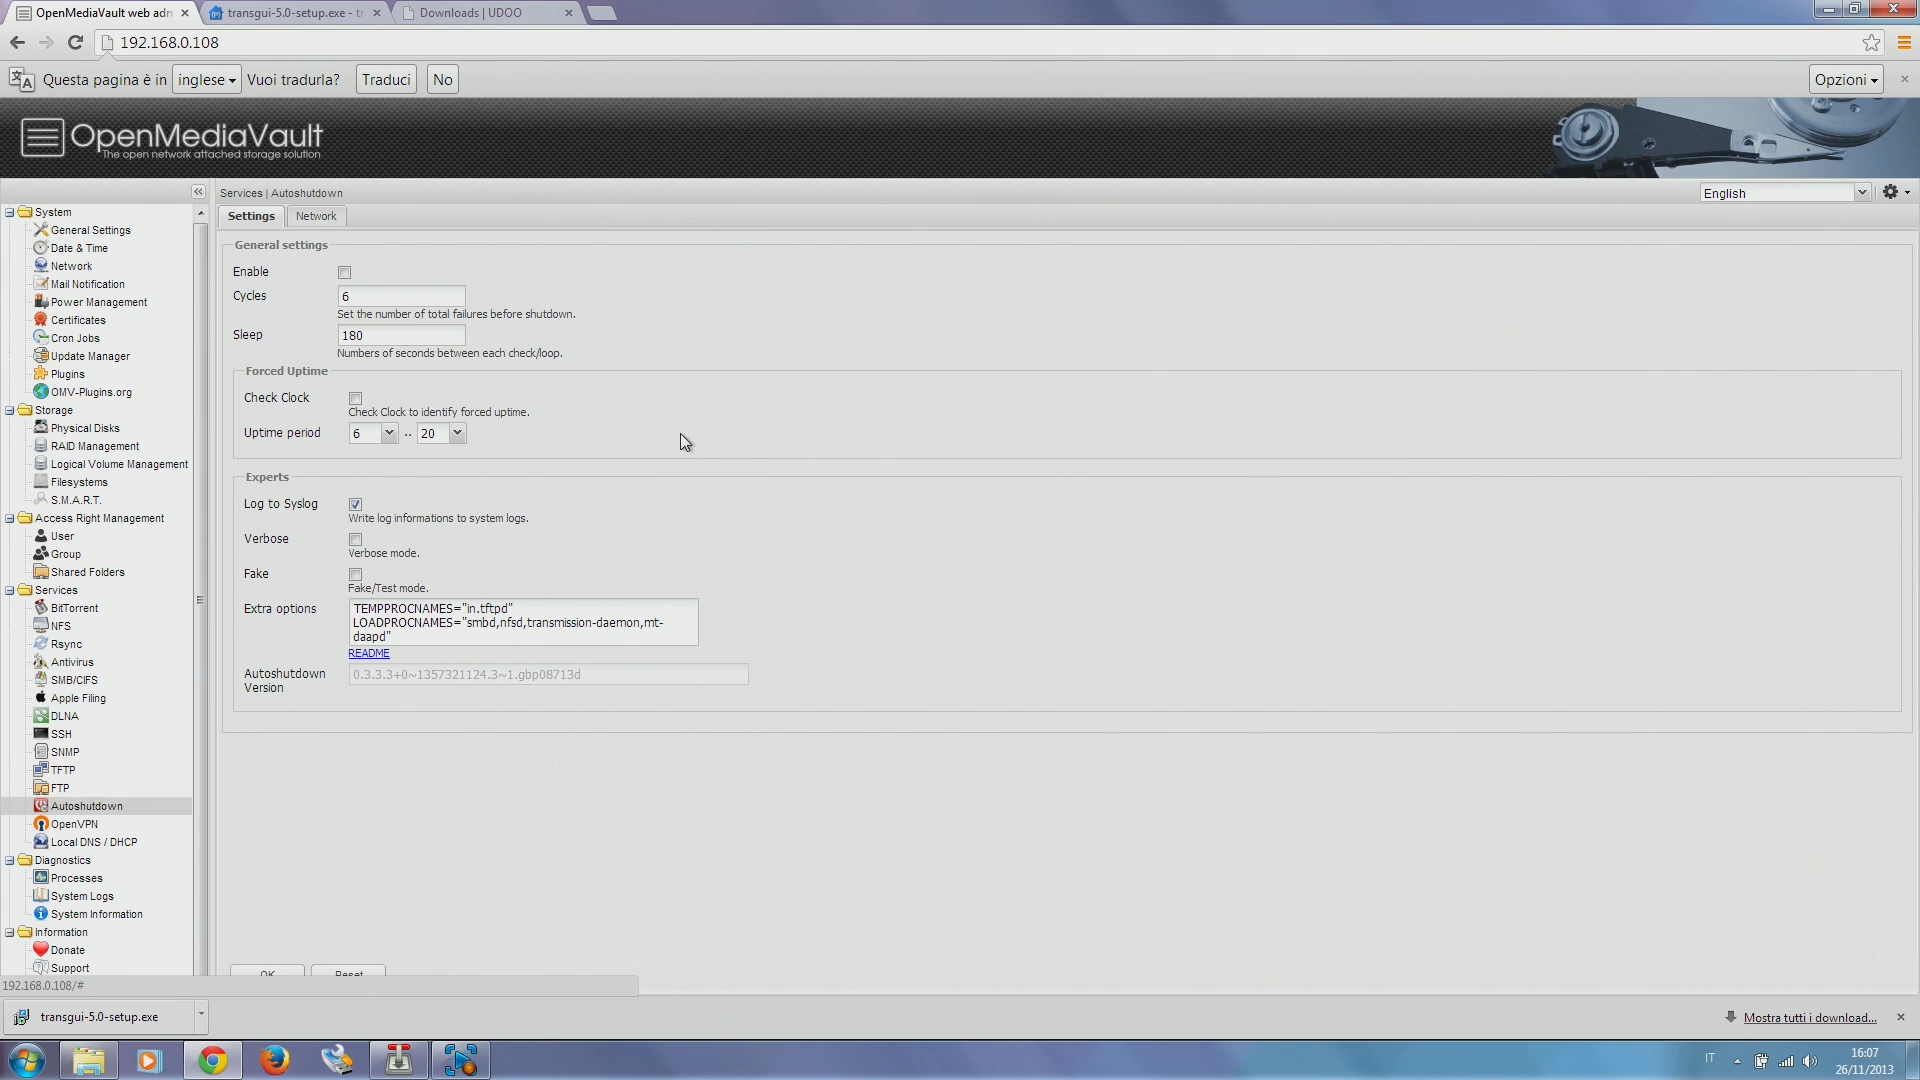 OpenMediaVault web adn
transgui-5.0-setup.exe - tr
Downloads | UDOO
192.168.0.108
Questa pagina è in inglese Vuoi tradurla? Traduci No Opzioni
OpenMediaVault
The open network attached storage solution
Services | Autoshutdown
English
Settings Network
System
General Settings
Date & Time
Network
Mail Notification
Power Management
Certificates
Cron Jobs
Update Manager
Plugins
OMV-Plugins.org
Storage
Physical Disks
RAID Management
Logical Volume Management
Filesystems
S.M.A.R.T.
Access Right Management
User
Group
Shared Folders
Services
BitTorrent
NFS
Rsync
Antivirus
SMB/CIFS
Apple Filing
DLNA
SSH
SNMP
TFTP
FTP
Autoshutdown
OpenVPN
Local DNS / DHCP
Diagnostics
Processes
System Logs
System Information
Information
Donate
Support
General settings
Enable
Cycles 6
Set the number of total failures before shutdown.
Sleep 180
Numbers of seconds between each check/loop.
Forced Uptime
Check Clock
Check Clock to identify forced uptime.
Uptime period 6 .. 20
Experts
Log to Syslog
Write log informations to system logs.
Verbose
Verbose mode.
Fake
Fake/Test mode.
Extra options
TEMPPROCNAMES="in.tftpd"
LOADPROCNAMES="smbd,nfsd,transmission-daemon,mt-
daapd"
README
Autoshutdown
Version
0.3.3.3+0~1357321124.3~1.gbp08713d
OK Reset
192.168.0.108/#
transgui-5.0-setup.exe
Mostra tutti i download...
IT
16:07
26/11/2013